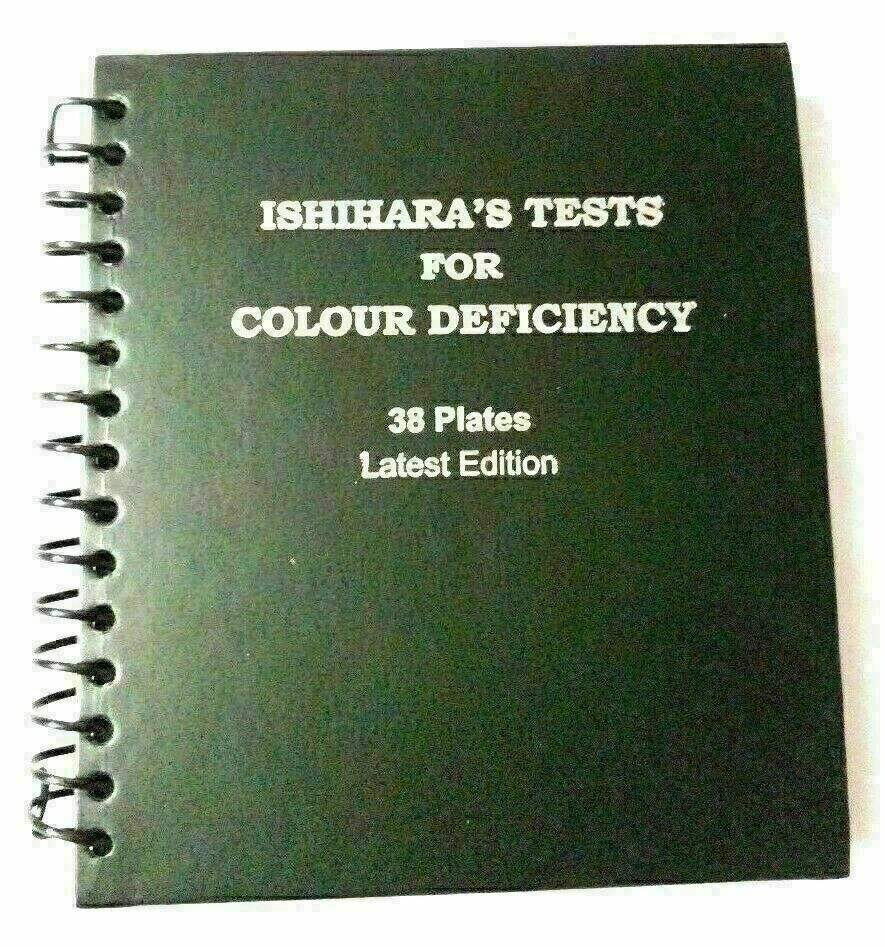 ISHIHARA'S TESTS
FOR
COLOUR DEFICIENCY
38 Plates
Latest Edition